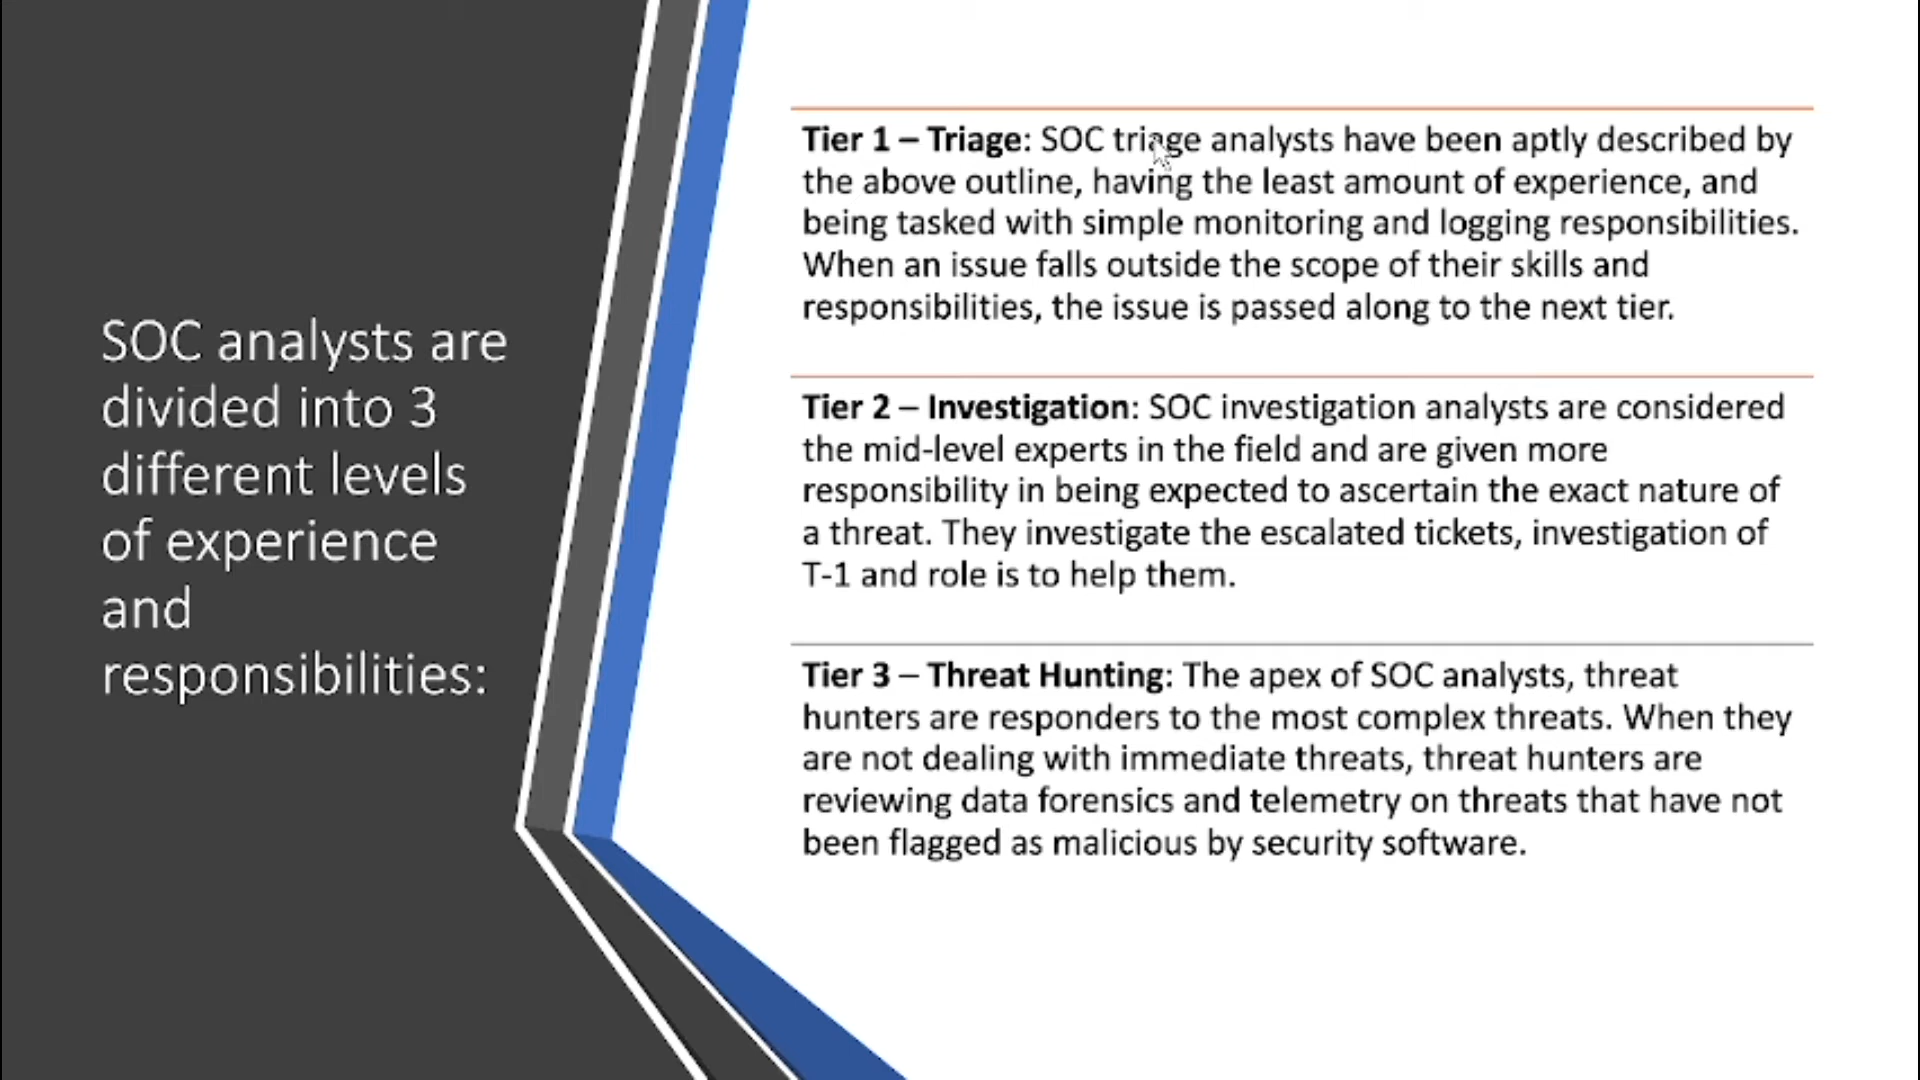 SOC analysts are
divided into 3
different levels
of experience
and
responsibilities:
Tier 1 – Triage: SOC triage analysts have been aptly described by
the above outline, having the least amount of experience, and
being tasked with simple monitoring and logging responsibilities.
When an issue falls outside the scope of their skills and
responsibilities, the issue is passed along to the next tier.
Tier 2 – Investigation: SOC investigation analysts are considered
the mid-level experts in the field and are given more
responsibility in being expected to ascertain the exact nature of
a threat. They investigate the escalated tickets, investigation of
T-1 and role is to help them.
Tier 3 – Threat Hunting: The apex of SOC analysts, threat
hunters are responders to the most complex threats. When they
are not dealing with immediate threats, threat hunters are
reviewing data forensics and telemetry on threats that have not
been flagged as malicious by security software.